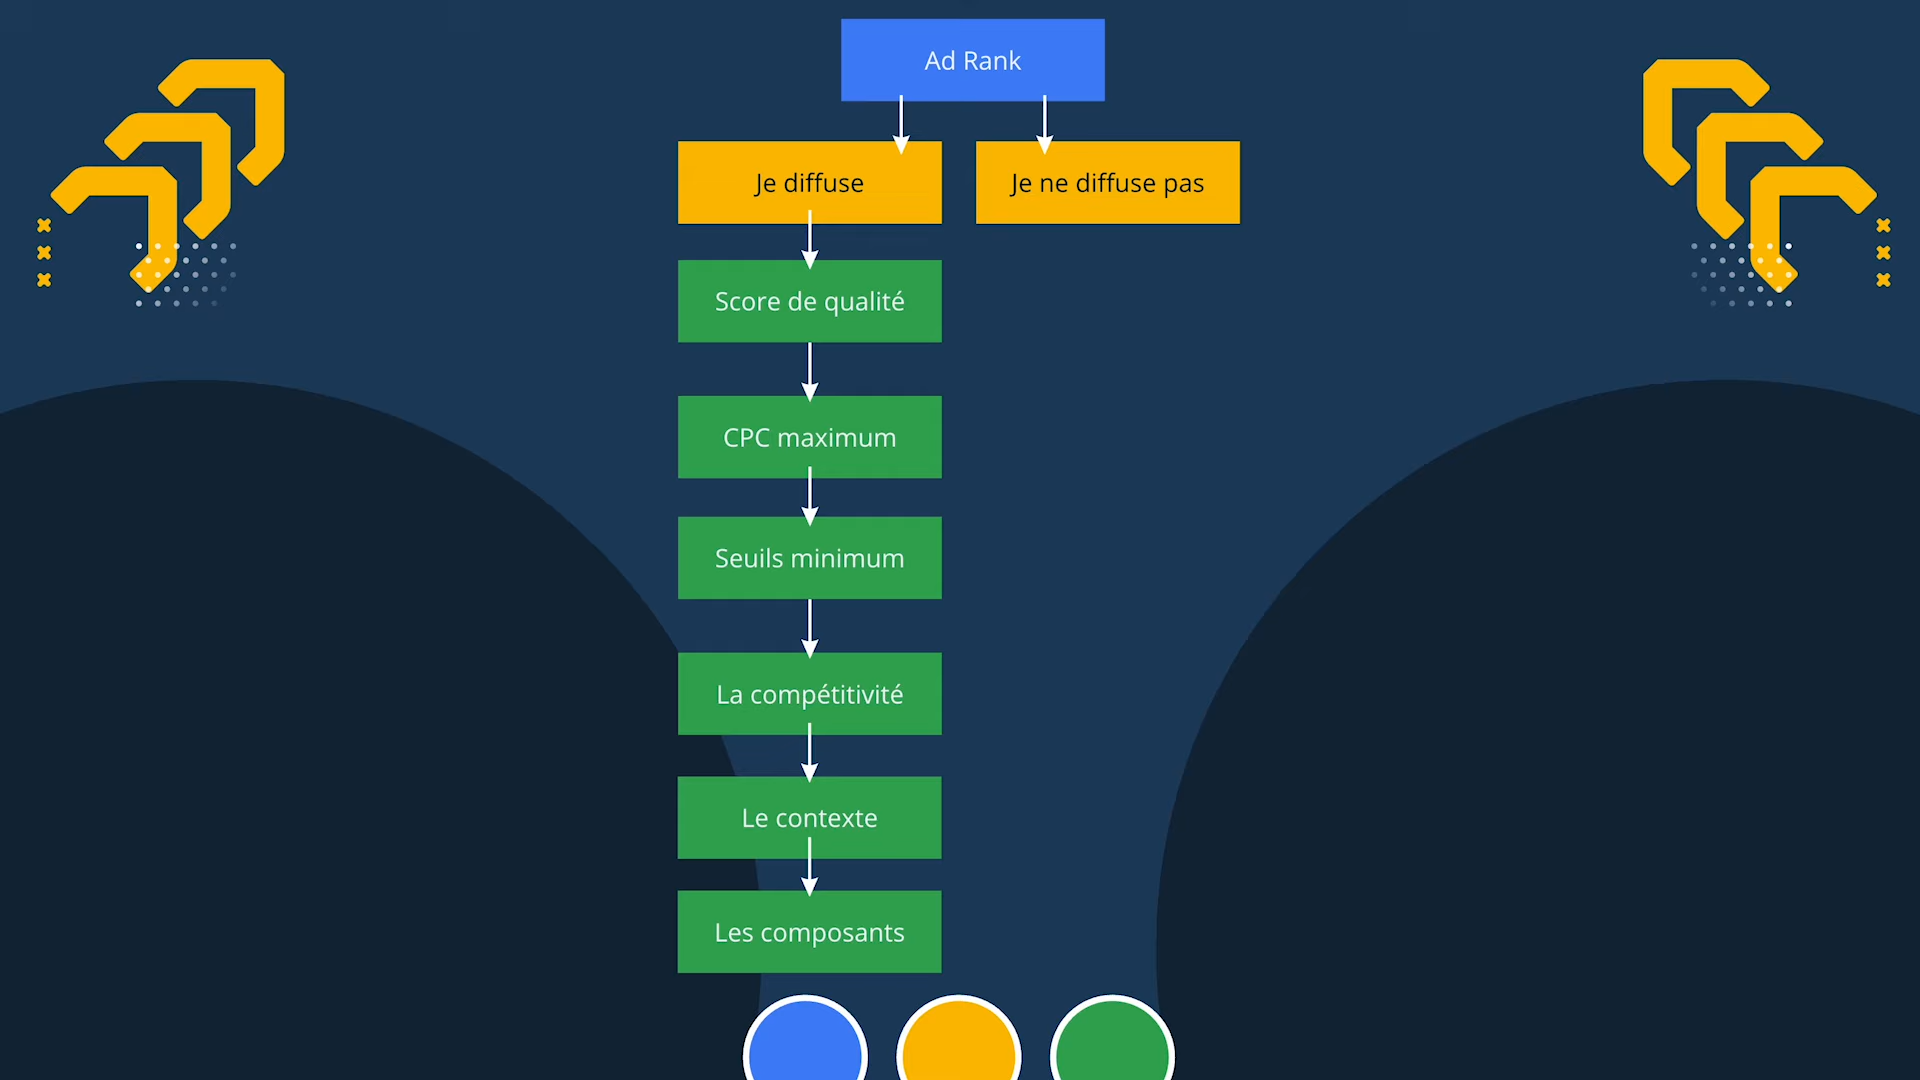 Ad Rank
Je diffuse
Je ne diffuse pas
Score de qualité
CPC maximum
Seuils minimum
La compétitivité
Le contexte
Les composants